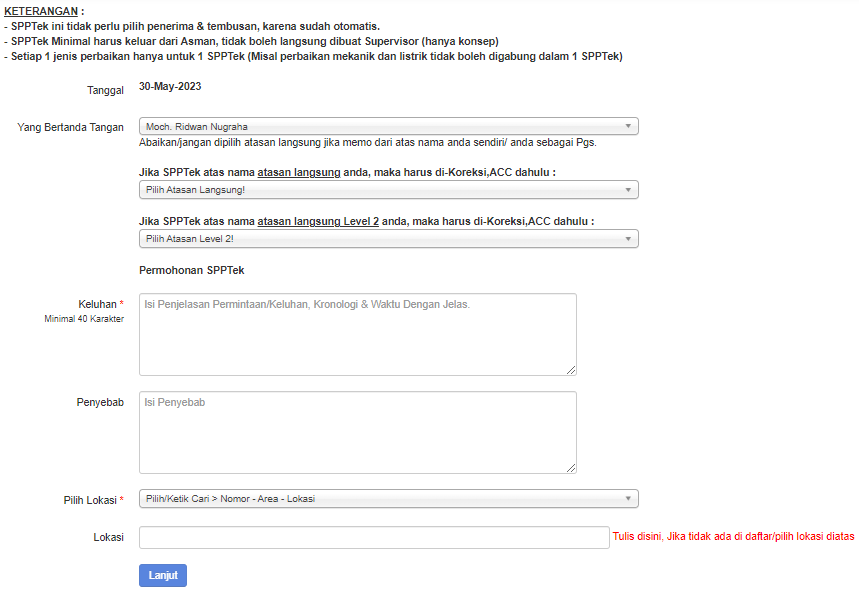 KETERANGAN :
- SPPTek ini tidak perlu pilih penerima & tembusan, karena sudah otomatis.
- SPPTek Minimal harus keluar dari Asman, tidak boleh langsung dibuat Supervisor (hanya konsep)
- Setiap 1 jenis perbaikan hanya untuk 1 SPPTek (Misal perbaikan mekanik dan listrik tidak boleh digabung dalam 1 SPPTek)
Tanggal 30-May-2023
Yang Bertanda Tangan Moch. Ridwan Nugraha
Abaikan/jangan dipilih atasan langsung jika memo dari atas nama anda sendiri/ anda sebagai Pgs.
Jika SPPTek atas nama atasan langsung anda, maka harus di-Koreksi,ACC dahulu :
Pilih Atasan Langsung!
Jika SPPTek atas nama atasan langsung Level 2 anda, maka harus di-Koreksi,ACC dahulu :
Pilih Atasan Level 2!
Permohonan SPPTek
Keluhan * Isi Penjelasan Permintaan/Keluhan, Kronologi & Waktu Dengan Jelas.
Minimal 40 Karakter
Penyebab Isi Penyebab
Pilih Lokasi * Pilih/Ketik Cari > Nomor - Area - Lokasi
Lokasi Tulis disini, Jika tidak ada di daftar/pilih lokasi diatas
Lanjut